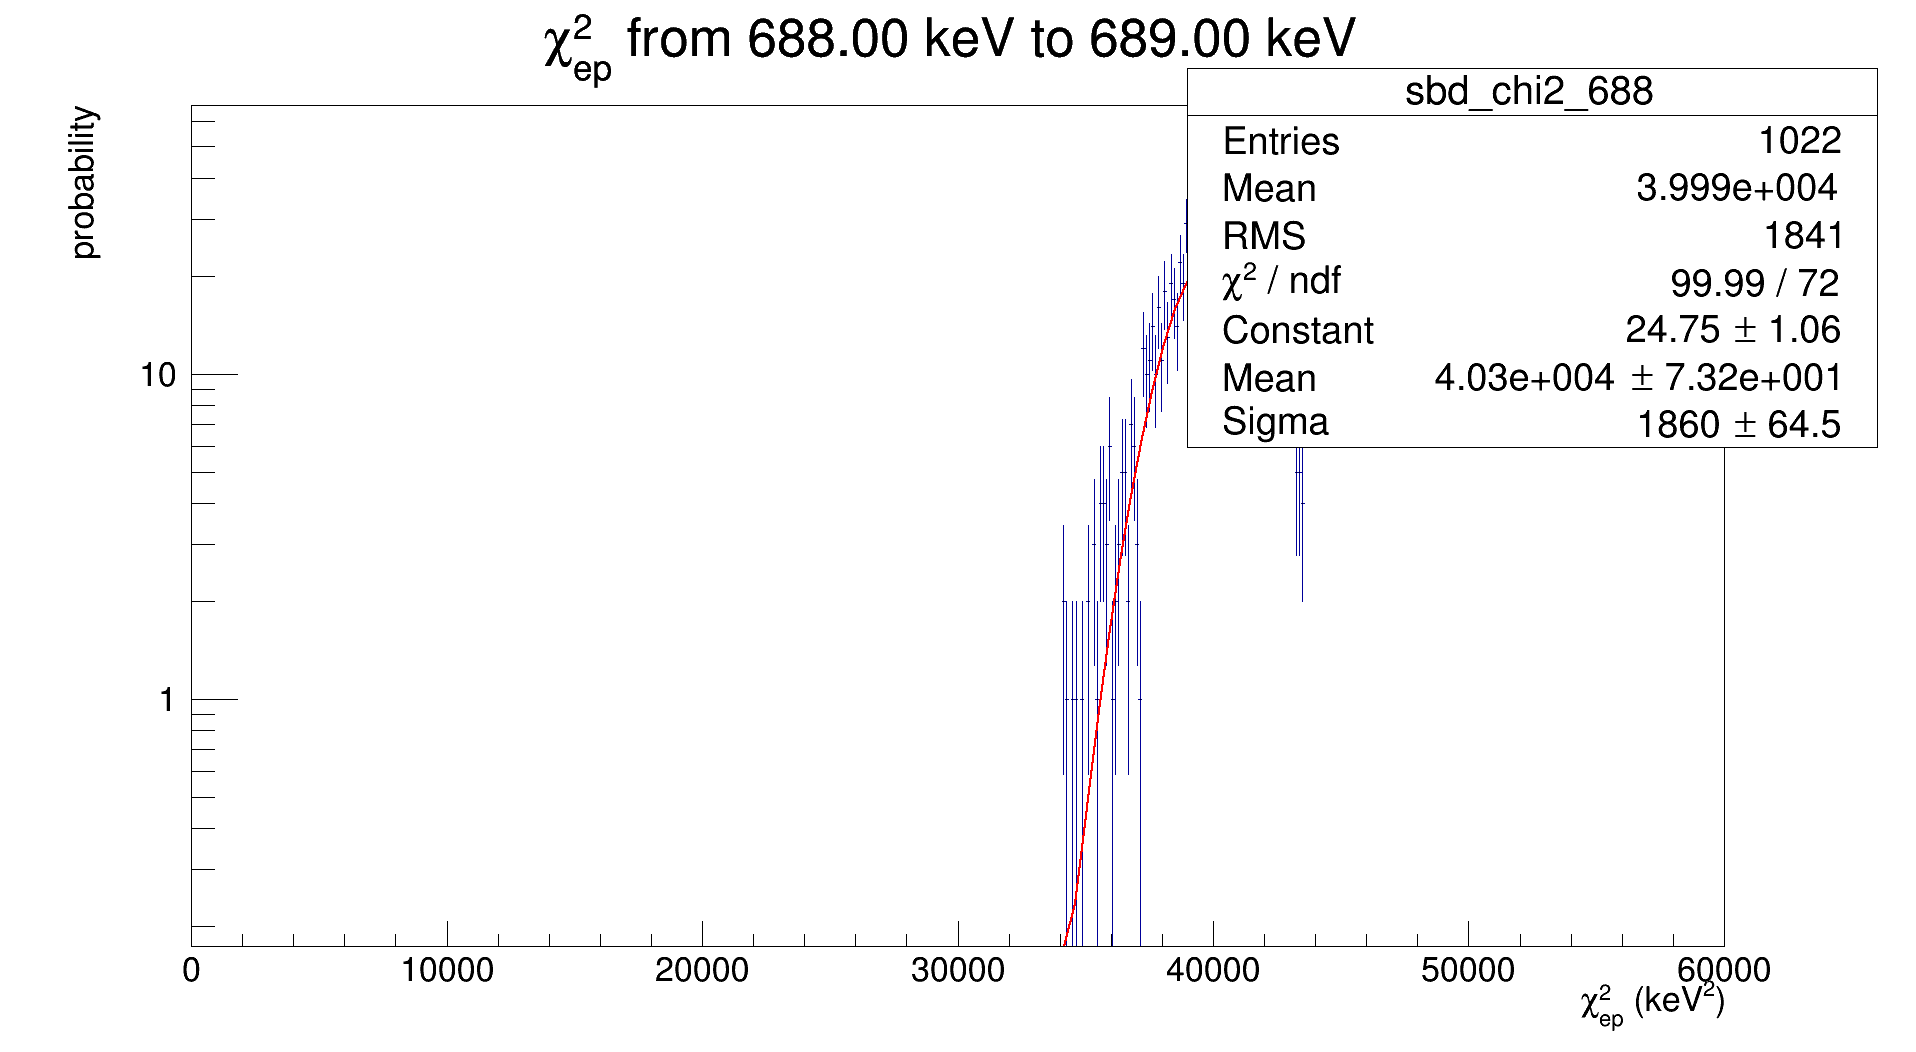 χ²ep from 688.00 keV to 689.00 keV
probability
sbd_chi2_688
Entries 1022
Mean 3.999e+004
RMS 1841
χ² / ndf 99.99 / 72
Constant 24.75 ± 1.06
Mean 4.03e+004 ± 7.32e+001
Sigma 1860 ± 64.5
10
1
0 10000 20000 30000 40000 50000 60000
χ²ep (keV²)